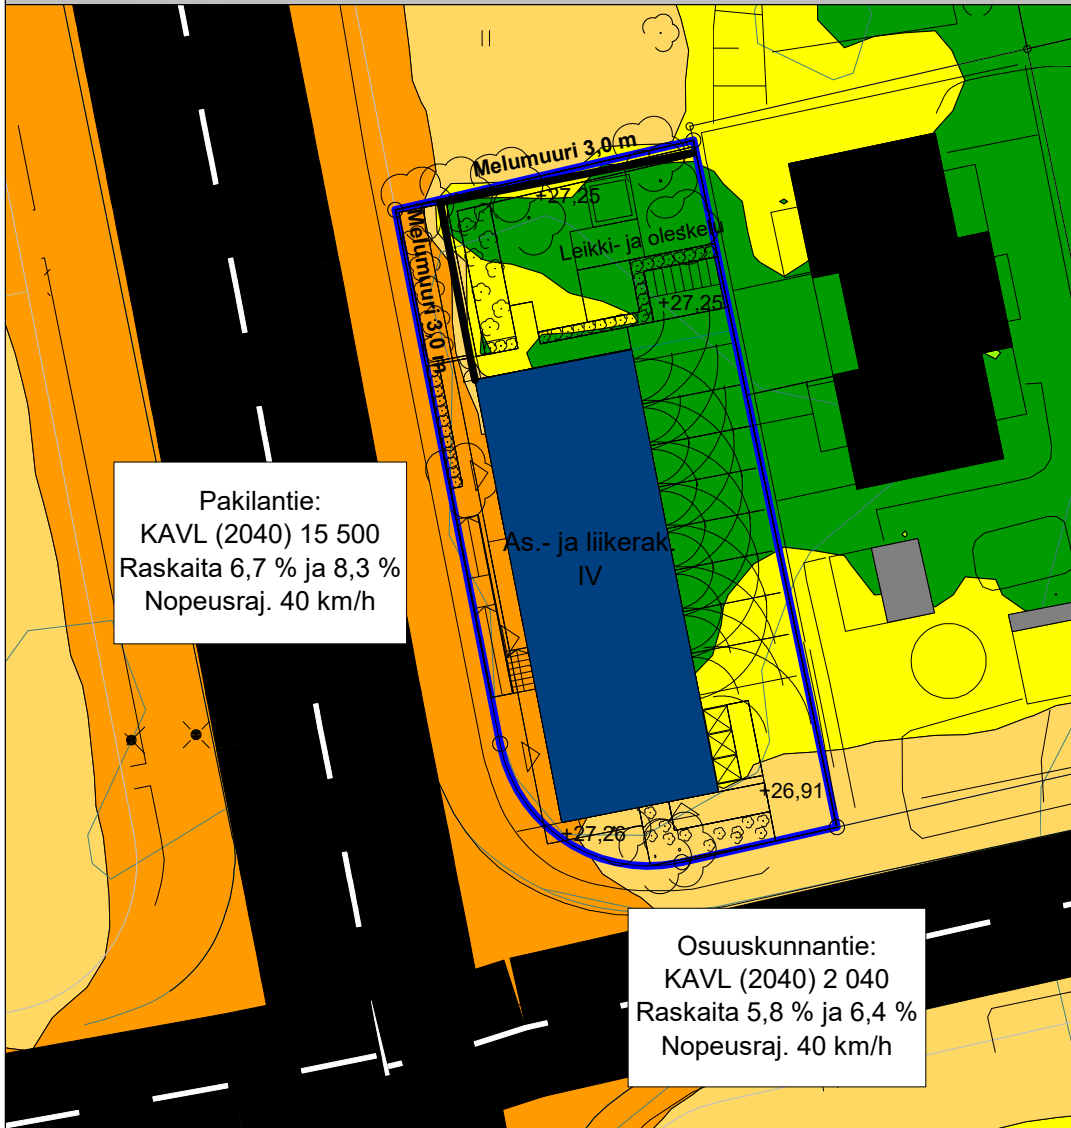 Melumuuri 3,0 m
+27,25
Melumuuri 3,0 m
Leikki- ja oleskelu
+27,25
Pakilantie:
KAVL (2040) 15 500
Raskaita 6,7 % ja 8,3 %
Nopeusraj. 40 km/h
As.- ja liikerak.
IV
+26,91
+27,26
Osuuskunnantie:
KAVL (2040) 2 040
Raskaita 5,8 % ja 6,4 %
Nopeusraj. 40 km/h